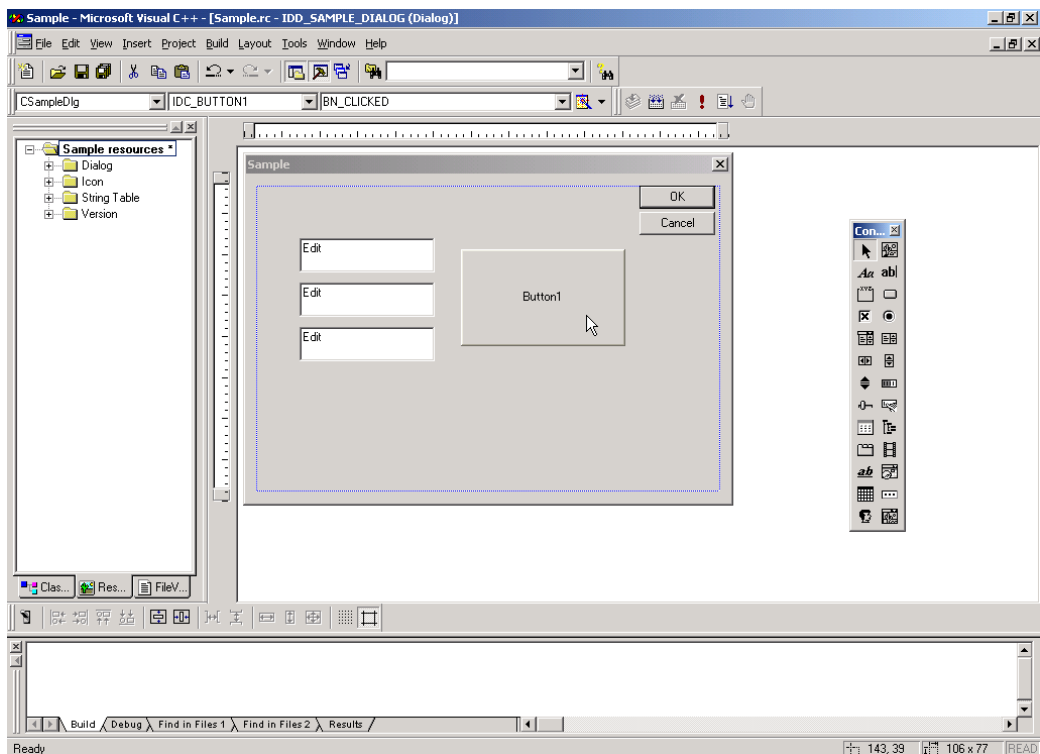 Sample - Microsoft Visual C++ - [Sample.rc - IDD_SAMPLE_DIALOG (Dialog)]
File Edit View Insert Project Build Layout Tools Window Help
CSampleDlg IDC_BUTTON1 BN_CLICKED
Sample resources *
Dialog
Icon
String Table
Version
Sample
OK
Cancel
Edit
Edit
Edit
Button1
Con...
Aa ab|
XYZ
ab
Clas... Res... FileV...
Build Debug Find in Files 1 Find in Files 2 Results
Ready 143, 39 106 x 77 READ